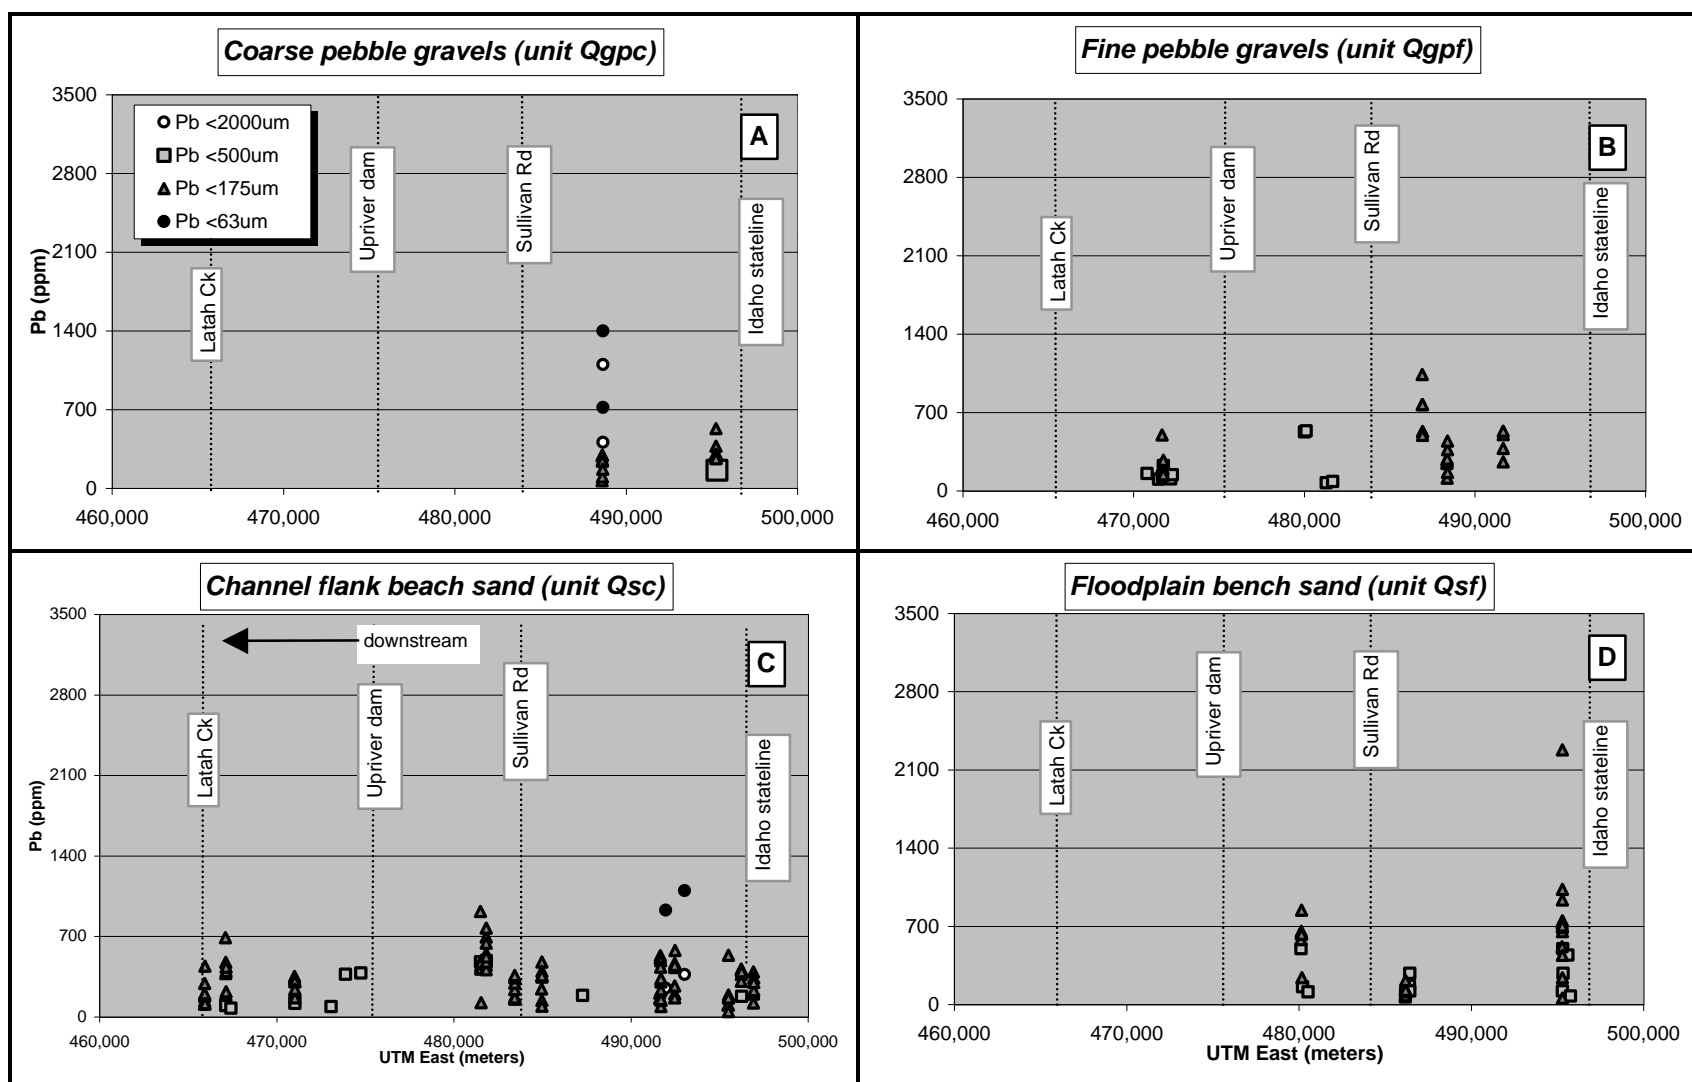 Coarse pebble gravels (unit Qgpc)
Pb (ppm)
3500
2800
2100
1400
700
0
Pb <2000um
Pb <500um
Pb <175um
Pb <63um
Latah Ck
Upriver dam
Sullivan Rd
Idaho stateline
A
460,000
470,000
480,000
490,000
500,000
Fine pebble gravels (unit Qgpf)
3500
2800
2100
1400
700
0
Latah Ck
Upriver dam
Sullivan Rd
Idaho stateline
B
460,000
470,000
480,000
490,000
500,000
Channel flank beach sand (unit Qsc)
Pb (ppm)
3500
2800
2100
1400
700
0
downstream
Latah Ck
Upriver dam
Sullivan Rd
Idaho stateline
C
460,000
470,000
480,000
490,000
500,000
UTM East (meters)
Floodplain bench sand (unit Qsf)
3500
2800
2100
1400
700
0
Latah Ck
Upriver dam
Sullivan Rd
Idaho stateline
D
460,000
470,000
480,000
490,000
500,000
UTM East (meters)